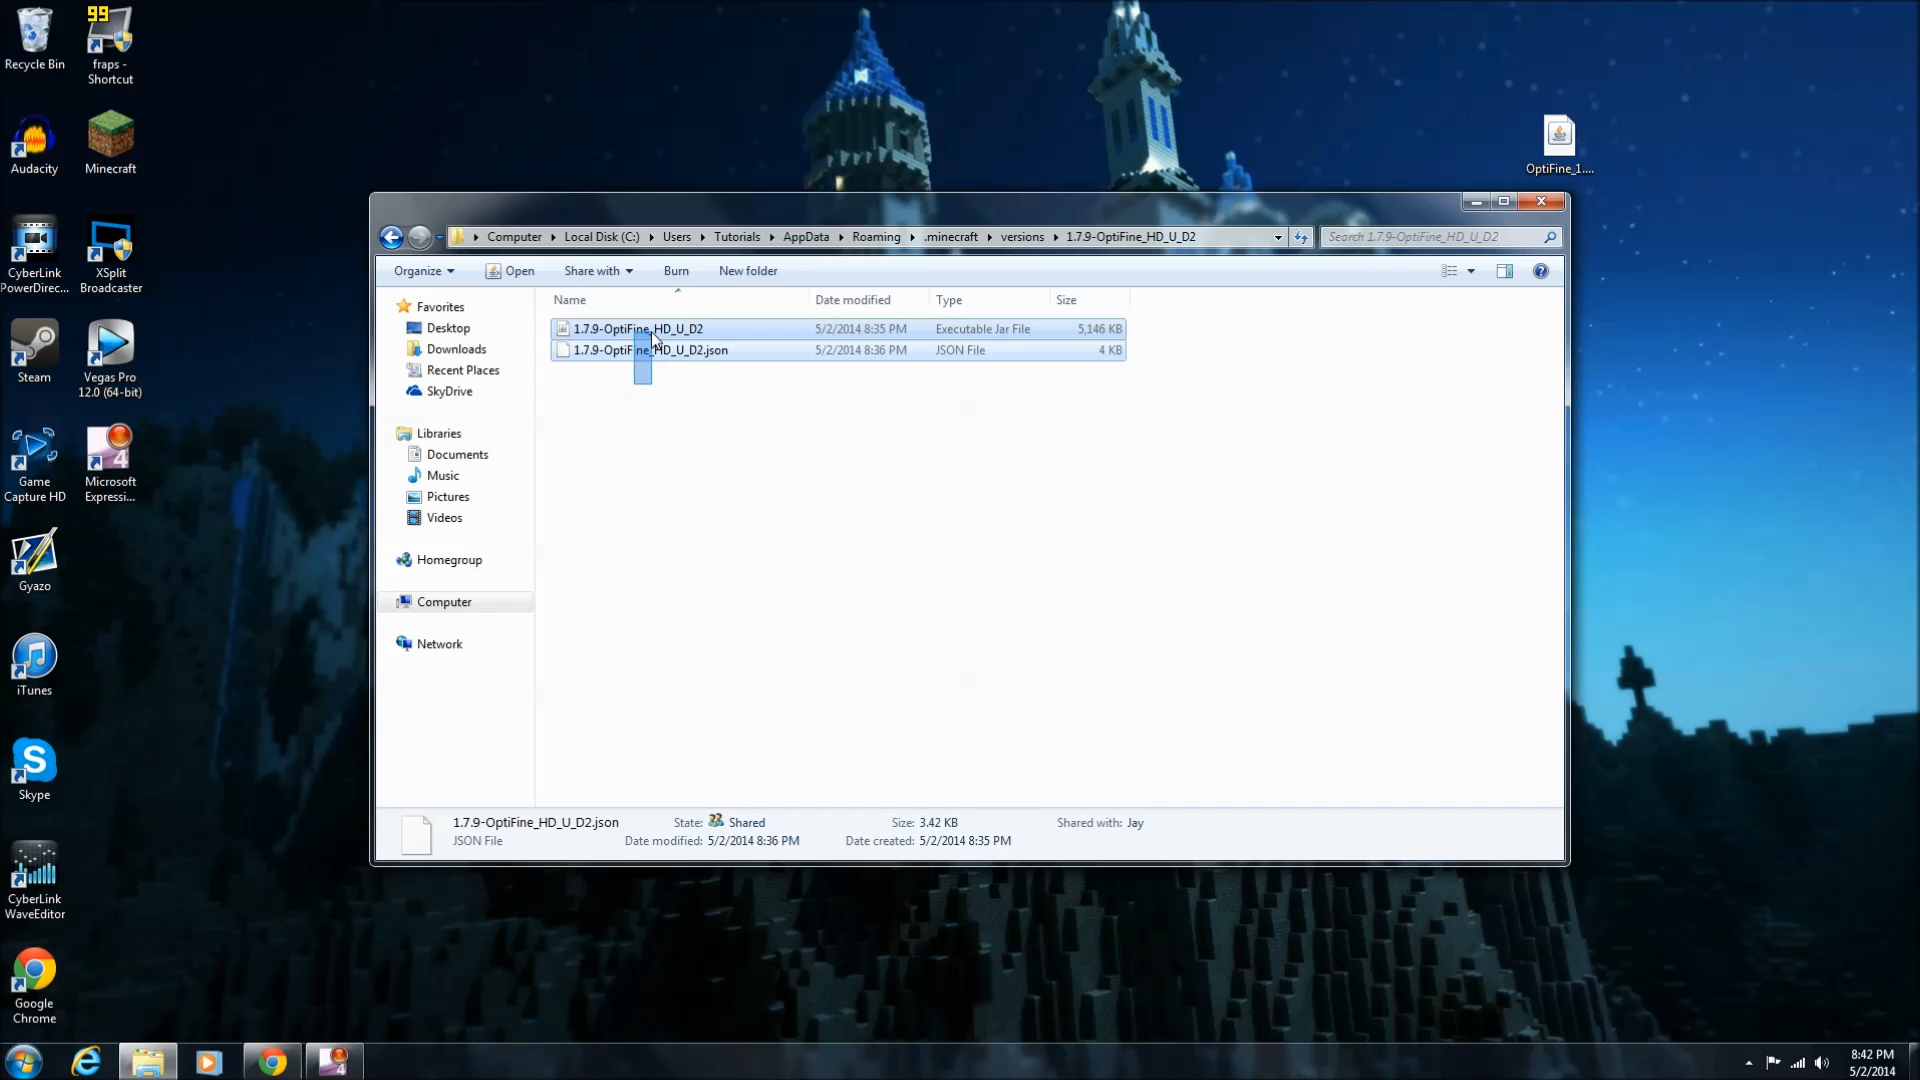 99
Recycle Bin
fraps -
Shortcut
Audacity
Minecraft
CyberLink
PowerDirec...
XSplit
Broadcaster
Steam
Vegas Pro
12.0 (64-bit)
Game
Capture HD
4
Microsoft
Expressi...
Gyazo
iTunes
Skype
CyberLink
WaveEditor
Google
Chrome
OptiFine_1....
Computer Local Disk (C:) Users Tutorials AppData Roaming .minecraft versions 1.7.9-OptiFine_HD_U_D2
Search 1.7.9-OptiFine_HD_U_D2
Organize Open Share with Burn New folder
Favorites
Desktop
Downloads
Recent Places
SkyDrive
Libraries
Documents
Music
Pictures
Videos
Homegroup
Computer
Network
Name Date modified Type Size
1.7.9-OptiFine_HD_U_D2 5/2/2014 8:35 PM Executable Jar File 5,146 KB
1.7.9-OptiFine_HD_U_D2.json 5/2/2014 8:36 PM JSON File 4 KB
1.7.9-OptiFine_HD_U_D2.json State: Shared Size: 3.42 KB Shared with: Jay
JSON File Date modified: 5/2/2014 8:36 PM Date created: 5/2/2014 8:35 PM
4
8:42 PM
5/2/2014